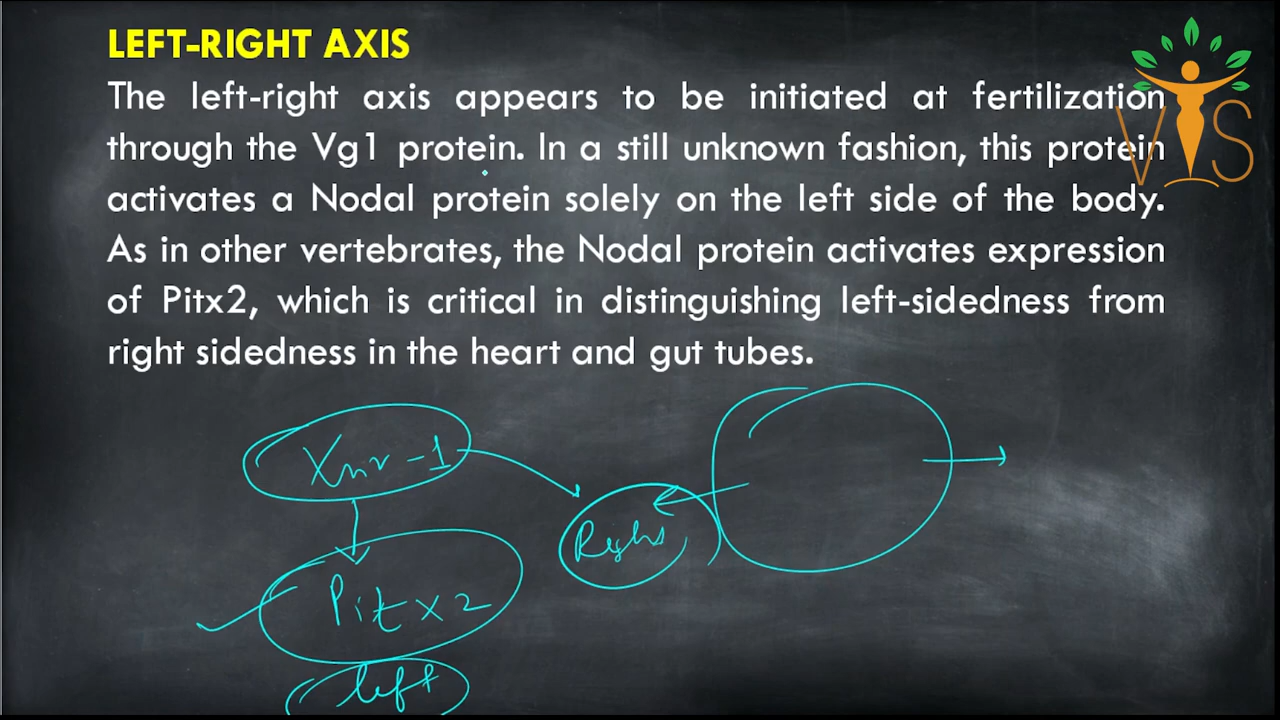 LEFT-RIGHT AXIS
The left-right axis appears to be initiated at fertilization
through the Vg1 protein. In a still unknown fashion, this protein
activates a Nodal protein solely on the left side of the body.
As in other vertebrates, the Nodal protein activates expression
of Pitx2, which is critical in distinguishing left-sidedness from
right sidedness in the heart and gut tubes.
V S
Xnr-1
Right
Pitx2
left